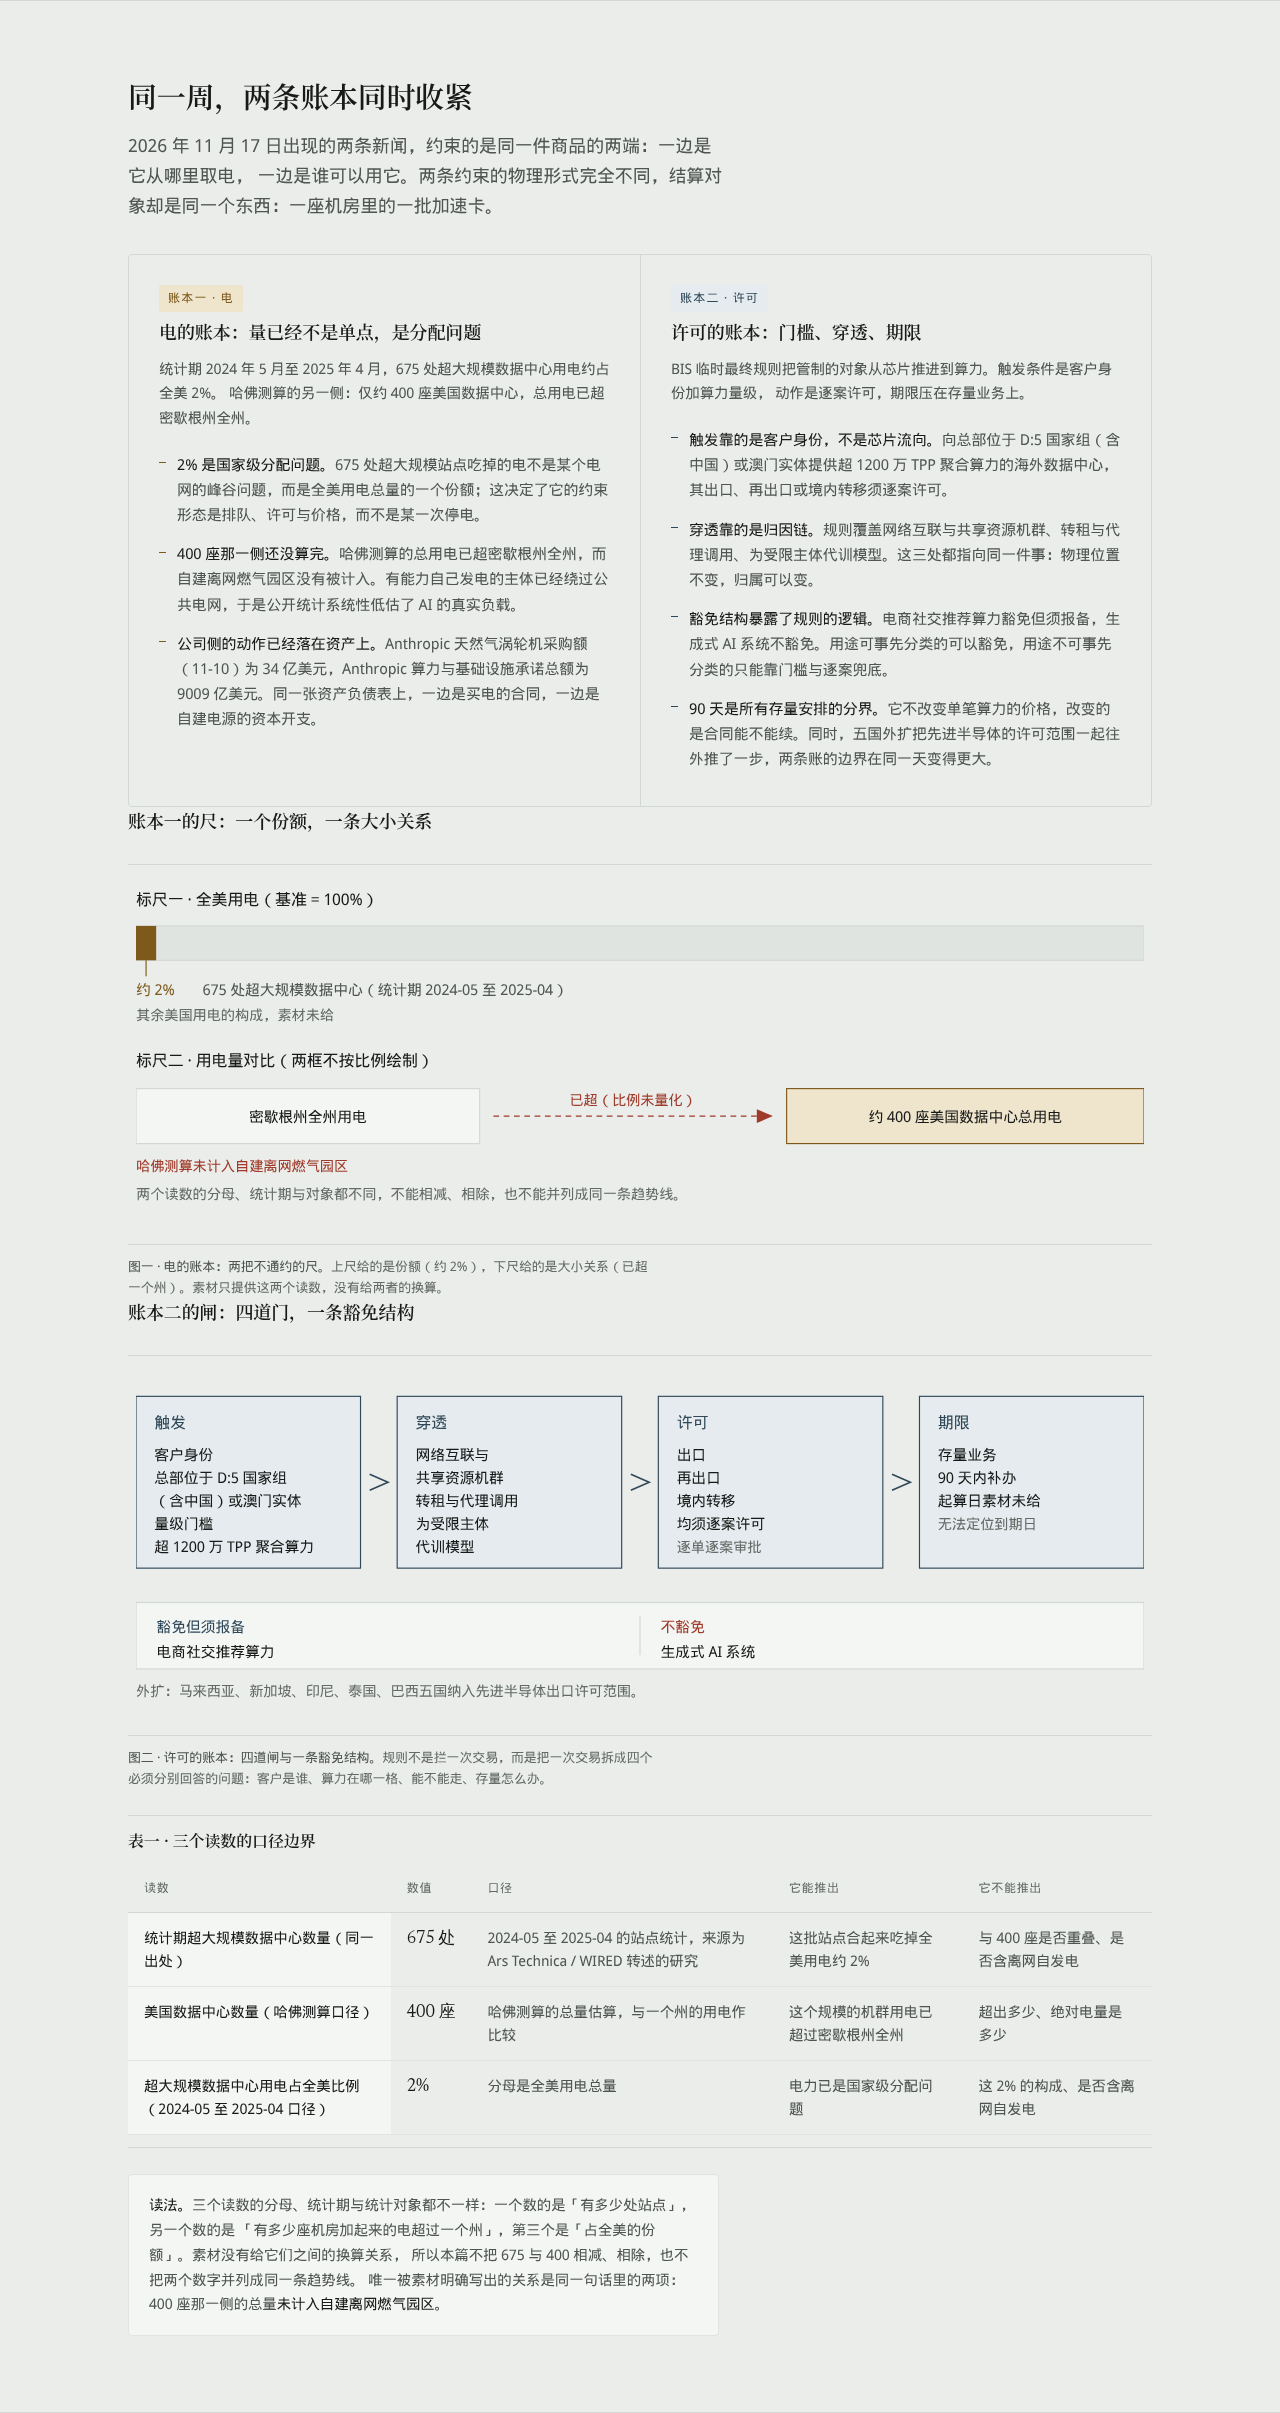 同一周，两条账本同时收紧
2026 年 11 月 17 日出现的两条新闻，约束的是同一件商品的两端：一边是
它从哪里取电， 一边是谁可以用它。两条约束的物理形式完全不同，结算对
象却是同一个东西：一座机房里的一批加速卡。
账本一 · 电
电的账本：量已经不是单点，是分配问题
统计期 2024 年 5 月至 2025 年 4 月，675 处超大规模数据中心用电约占
全美 2%。 哈佛测算的另一侧：仅约 400 座美国数据中心，总用电已超
密歇根州全州。
2% 是国家级分配问题。675 处超大规模站点吃掉的电不是某个电
网的峰谷问题，而是全美用电总量的一个份额；这决定了它的约束
形态是排队、许可与价格，而不是某一次停电。
400 座那一侧还没算完。哈佛测算的总用电已超密歇根州全州，而
自建离网燃气园区没有被计入。有能力自己发电的主体已经绕过公
共电网，于是公开统计系统性低估了 AI 的真实负载。
公司侧的动作已经落在资产上。Anthropic 天然气涡轮机采购额
（11-10）为 34 亿美元，Anthropic 算力与基础设施承诺总额为
9009 亿美元。同一张资产负债表上，一边是买电的合同，一边是
自建电源的资本开支。
账本二 · 许可
许可的账本：门槛、穿透、期限
BIS 临时最终规则把管制的对象从芯片推进到算力。触发条件是客户身
份加算力量级， 动作是逐案许可，期限压在存量业务上。
触发靠的是客户身份，不是芯片流向。向总部位于 D:5 国家组（含
中国）或澳门实体提供超 1200 万 TPP 聚合算力的海外数据中心，
其出口、再出口或境内转移须逐案许可。
穿透靠的是归因链。规则覆盖网络互联与共享资源机群、转租与代
理调用、为受限主体代训模型。这三处都指向同一件事：物理位置
不变，归属可以变。
豁免结构暴露了规则的逻辑。电商社交推荐算力豁免但须报备，生
成式 AI 系统不豁免。用途可事先分类的可以豁免，用途不可事先
分类的只能靠门槛与逐案兜底。
90 天是所有存量安排的分界。它不改变单笔算力的价格，改变的
是合同能不能续。同时，五国外扩把先进半导体的许可范围一起往
外推了一步，两条账的边界在同一天变得更大。
账本一的尺：一个份额，一条大小关系
标尺一 · 全美用电（基准 = 100%）
约 2% 675 处超大规模数据中心（统计期 2024-05 至 2025-04）
其余美国用电的构成，素材未给
标尺二 · 用电量对比（两框不按比例绘制）
密歇根州全州用电
已超（比例未量化）
约 400 座美国数据中心总用电
哈佛测算未计入自建离网燃气园区
两个读数的分母、统计期与对象都不同，不能相减、相除，也不能并列成同一条趋势线。
图一 · 电的账本：两把不通约的尺。上尺给的是份额（约 2%），下尺给的是大小关系（已超
一个州）。素材只提供这两个读数，没有给两者的换算。
账本二的闸：四道门，一条豁免结构
触发
客户身份
总部位于 D:5 国家组
（含中国）或澳门实体
量级门槛
超 1200 万 TPP 聚合算力
>
穿透
网络互联与
共享资源机群
转租与代理调用
为受限主体
代训模型
>
许可
出口
再出口
境内转移
均须逐案许可
逐单逐案审批
>
期限
存量业务
90 天内补办
起算日素材未给
无法定位到期日
豁免但须报备
电商社交推荐算力
不豁免
生成式 AI 系统
外扩：马来西亚、新加坡、印尼、泰国、巴西五国纳入先进半导体出口许可范围。
图二 · 许可的账本：四道闸与一条豁免结构。规则不是拦一次交易，而是把一次交易拆成四个
必须分别回答的问题：客户是谁、算力在哪一格、能不能走、存量怎么办。
表一 · 三个读数的口径边界
读数 数值 口径 它能推出 它不能推出
统计期超大规模数据中心数量（同一
出处）
675 处
2024-05 至 2025-04 的站点统计，来源为
Ars Technica / WIRED 转述的研究
这批站点合起来吃掉全
美用电约 2%
与 400 座是否重叠、是
否含离网自发电
美国数据中心数量（哈佛测算口径）
400 座
哈佛测算的总量估算，与一个州的用电作
比较
这个规模的机群用电已
超过密歇根州全州
超出多少、绝对电量是
多少
超大规模数据中心用电占全美比例
（2024-05 至 2025-04 口径）
2%
分母是全美用电总量
电力已是国家级分配问
题
这 2% 的构成、是否含离
网自发电
读法。三个读数的分母、统计期与统计对象都不一样：一个数的是「有多少处站点」，
另一个数的是 「有多少座机房加起来的电超过一个州」，第三个是「占全美的份
额」。素材没有给它们之间的换算关系， 所以本篇不把 675 与 400 相减、相除，也不
把两个数字并列成同一条趋势线。 唯一被素材明确写出的关系是同一句话里的两项：
400 座那一侧的总量未计入自建离网燃气园区。